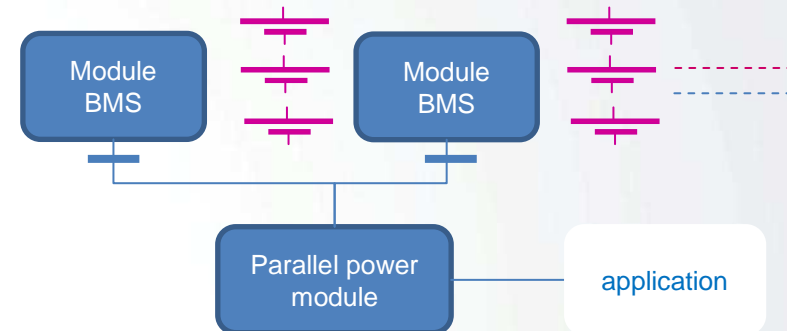 Module
BMS
Module
BMS
Parallel power
module
application